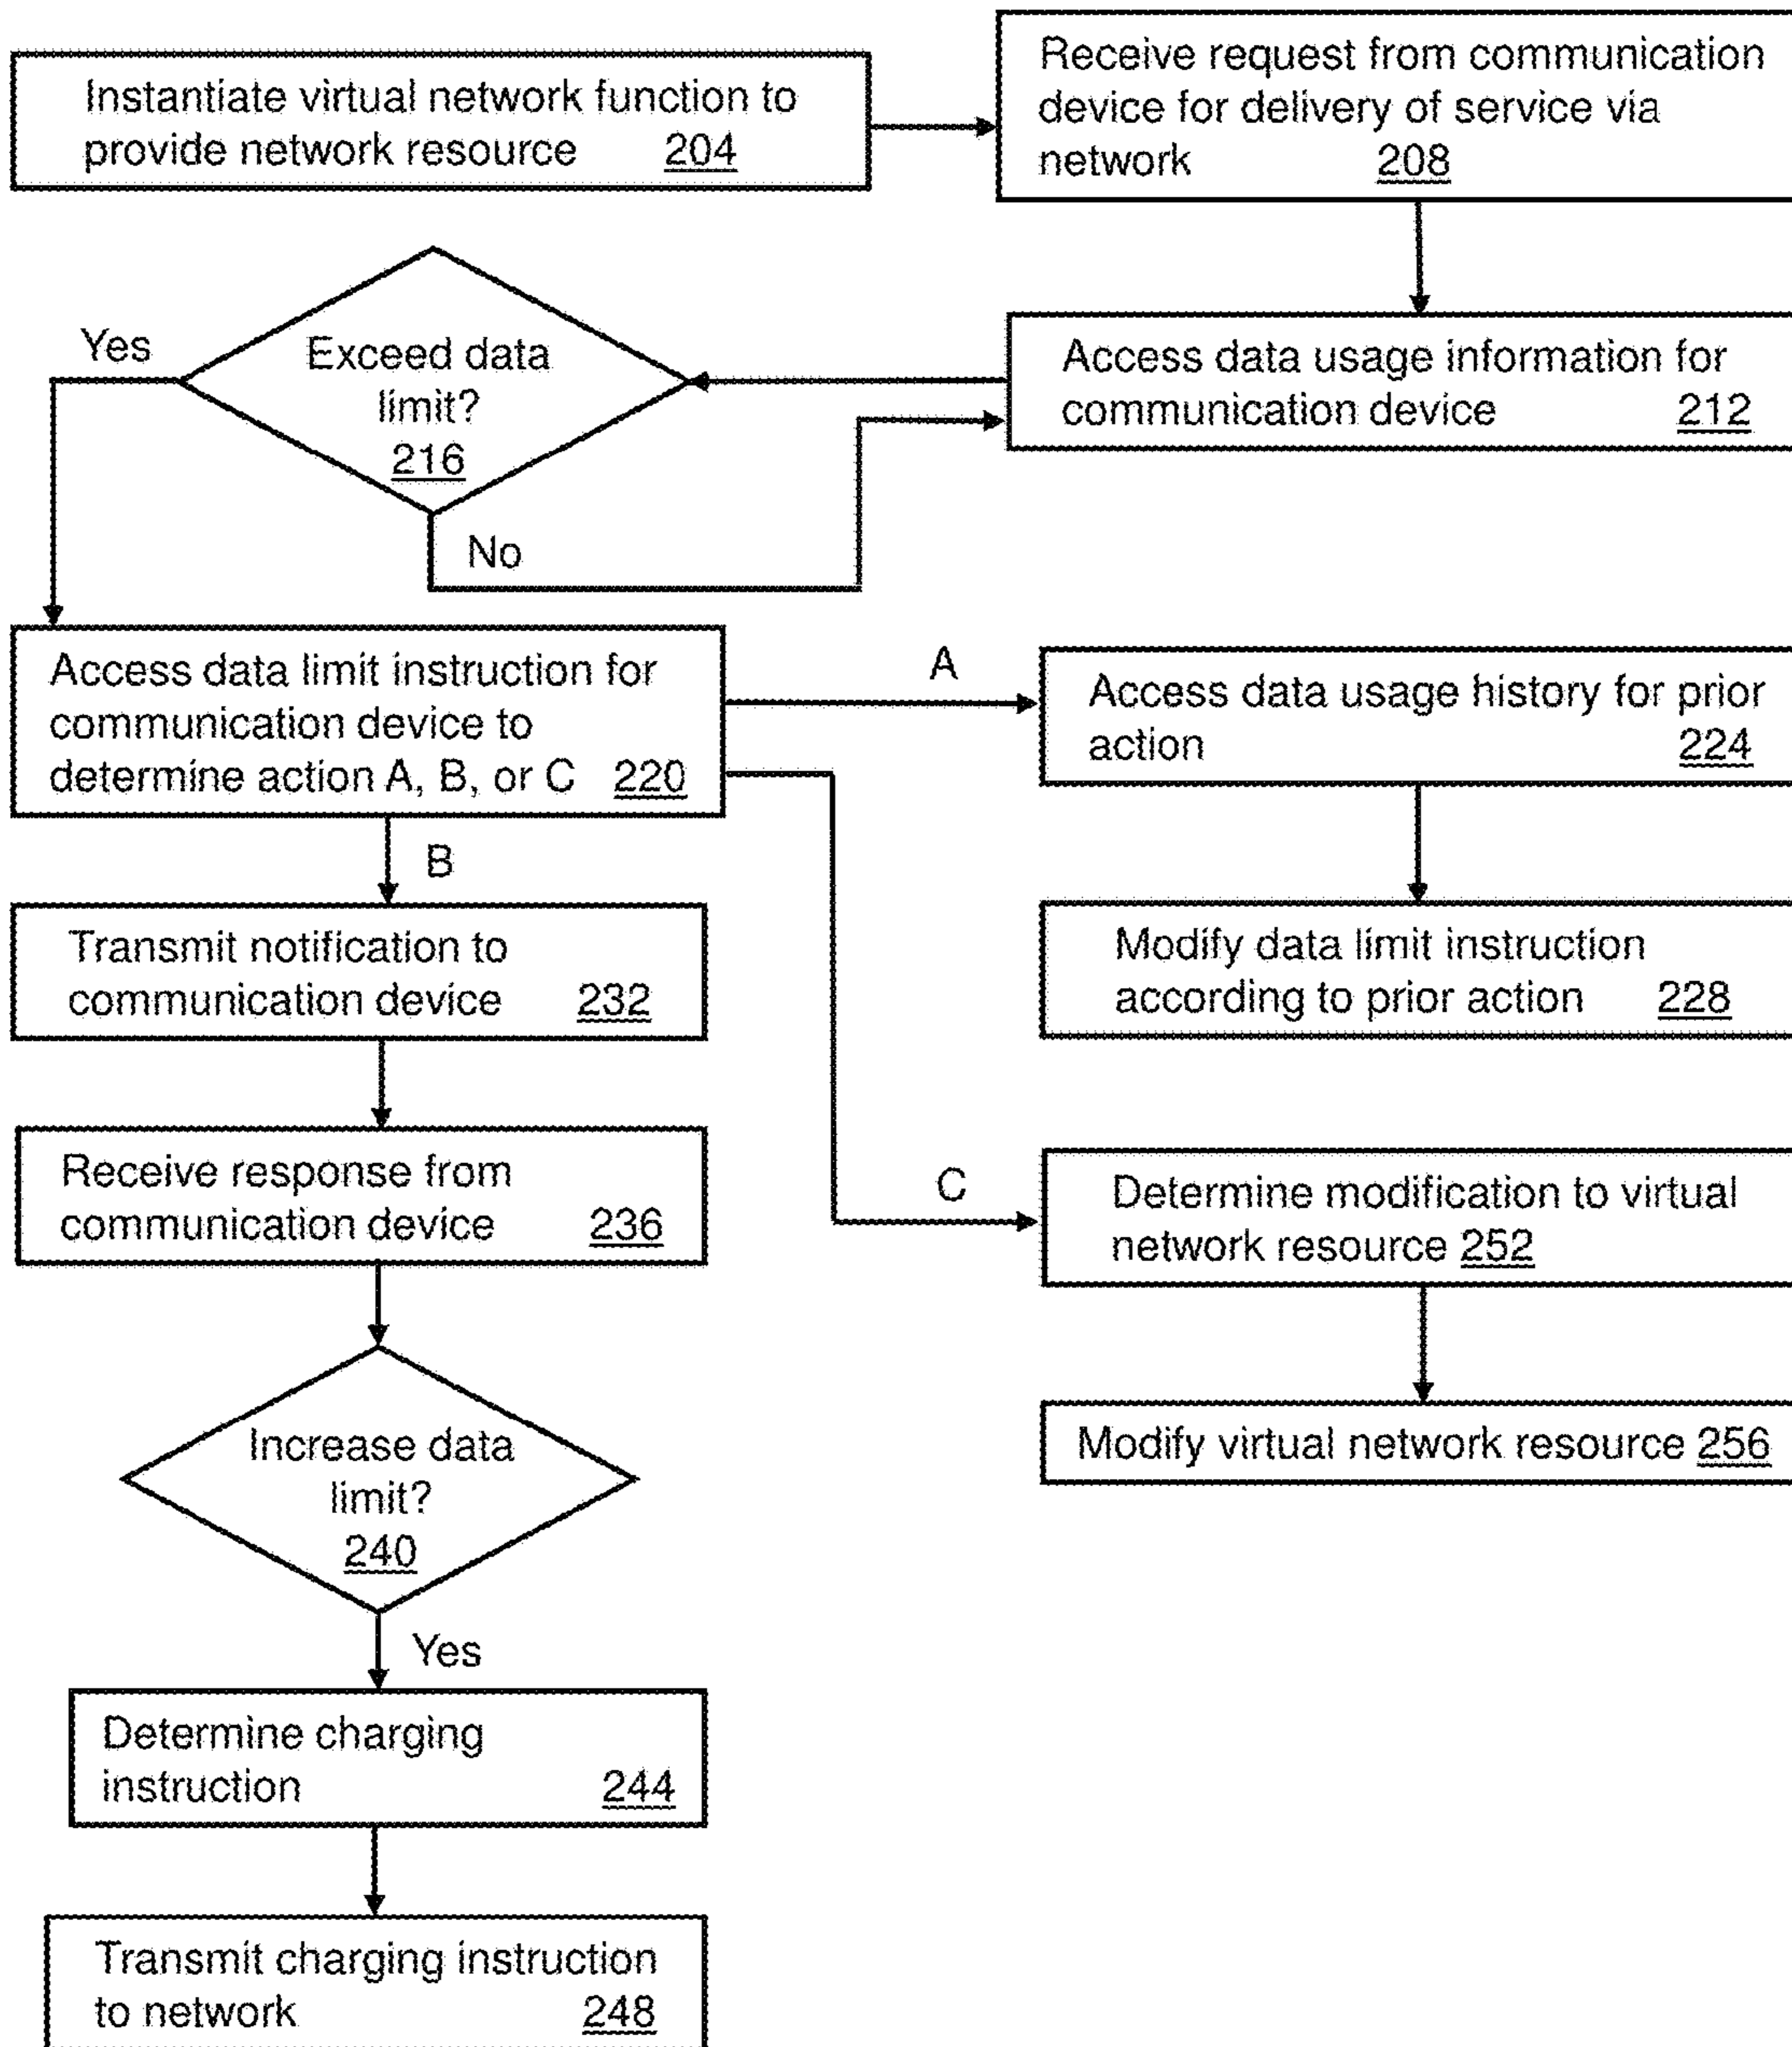 Instantiate virtual network function to
provide network resource 204
Receive request from communication
device for delivery of service via
network 208
Access data usage information for
communication device 212
Exceed data
limit?
216
Yes
No
Access data limit instruction for
communication device to
determine action A, B, or C 220
A
Access data usage history for prior
action 224
Modify data limit instruction
according to prior action 228
B
Transmit notification to
communication device 232
Receive response from
communication device 236
C
Determine modification to virtual
network resource 252
Modify virtual network resource 256
Increase data
limit?
240
Yes
Determine charging
instruction 244
Transmit charging instruction
to network 248